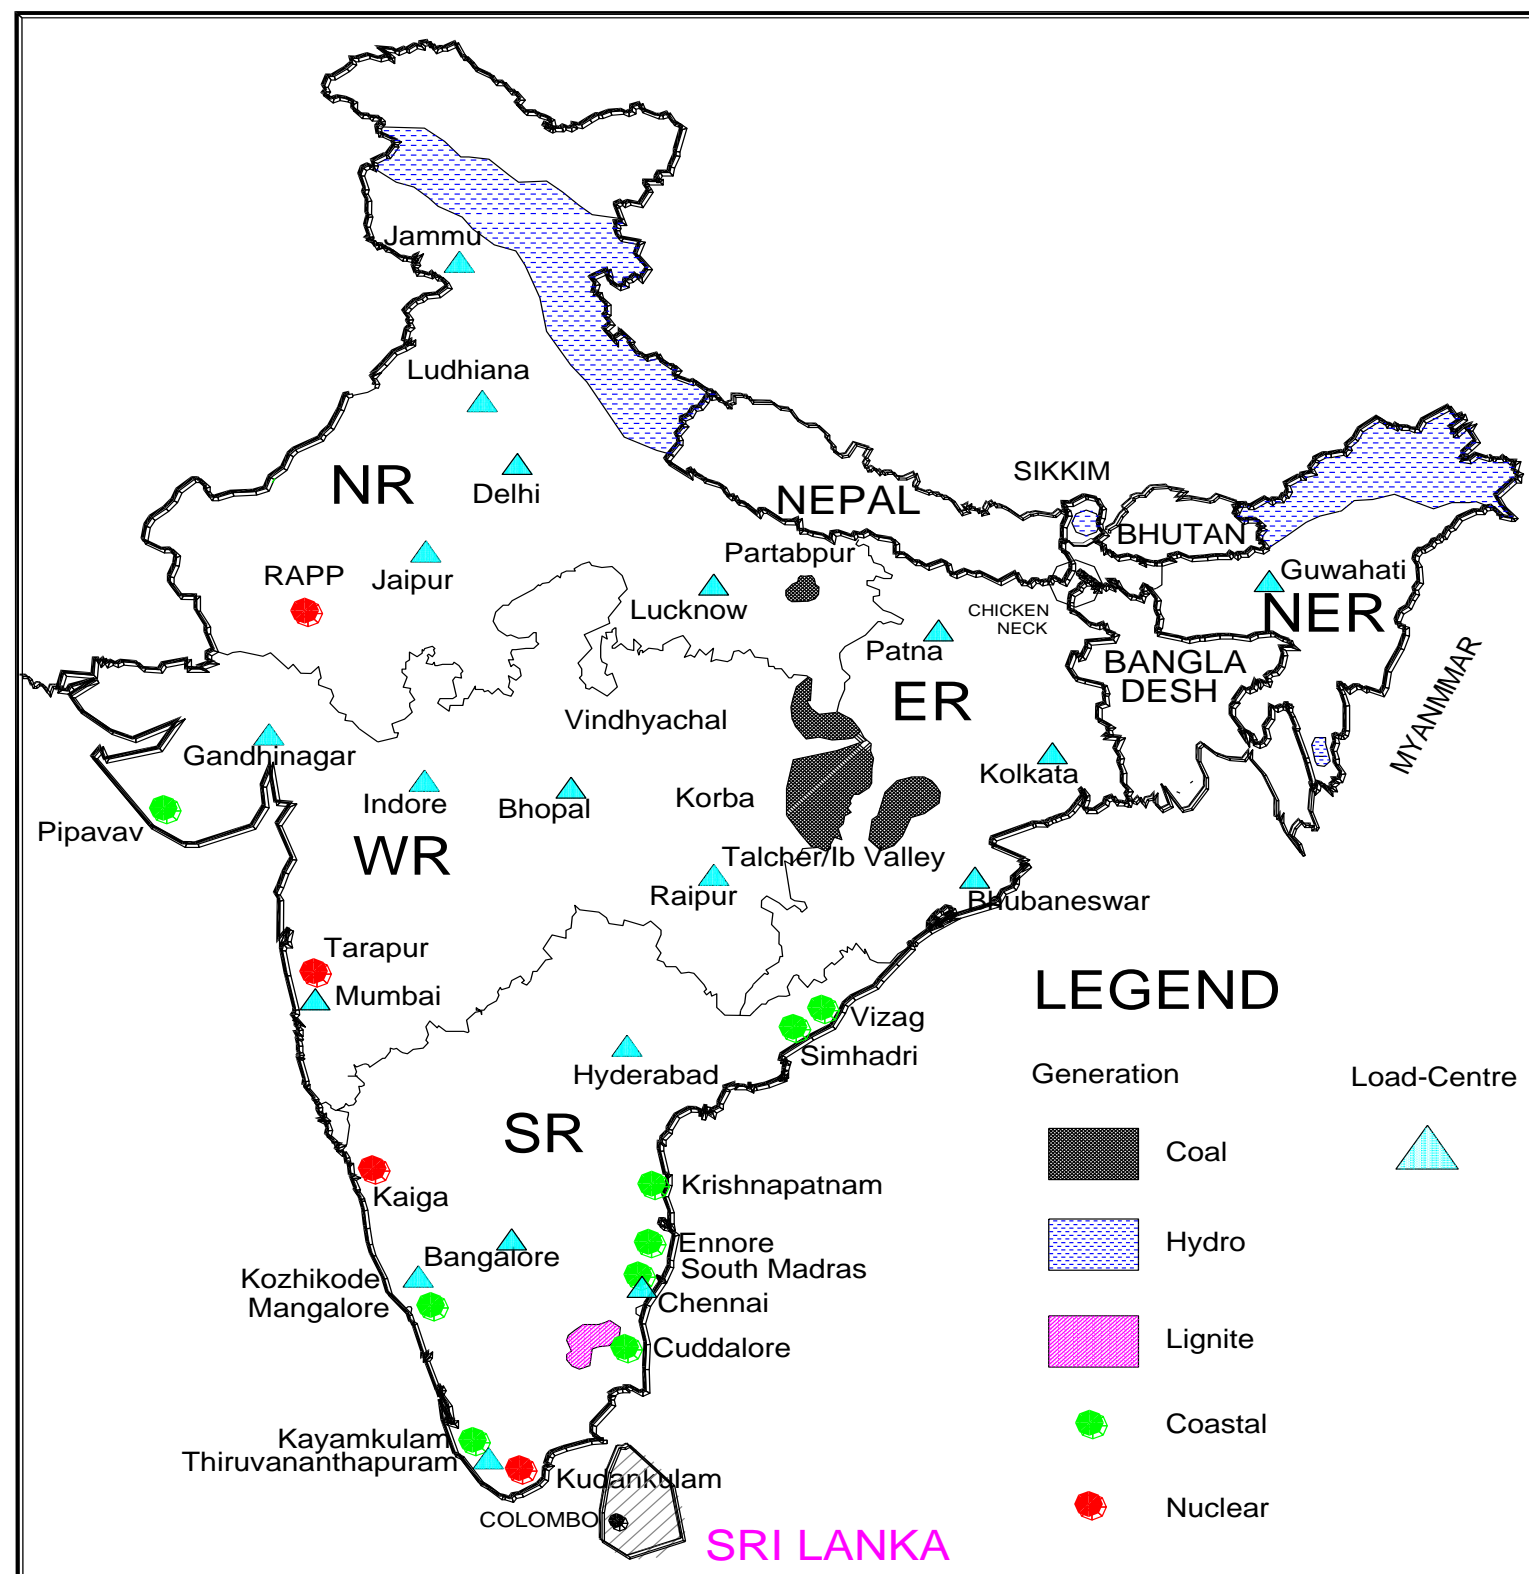 Jammu
Ludhiana
NR
Delhi
SIKKIM
NEPAL
BHUTAN
Partabpur
RAPP
Jaipur
Lucknow
Guwahati
CHICKEN
NECK
NER
Patna
BANGLA
DESH
MYANMMAR
ER
Vindhyachal
Gandhinagar
Kolkata
Indore
Bhopal
Korba
Pipavav
WR
Talcher/Ib Valley
Raipur
Bhubaneswar
Tarapur
Mumbai
LEGEND
Vizag
Simhadri
Hyderabad
Generation
Load-Centre
SR
Coal
Kaiga
Krishnapatnam
Bangalore
Ennore
Hydro
South Madras
Kozhikode
Mangalore
Chennai
Cuddalore
Lignite
Kayamkulam
Coastal
Thiruvananthapuram
Kudankulam
Nuclear
COLOMBO
SRI LANKA